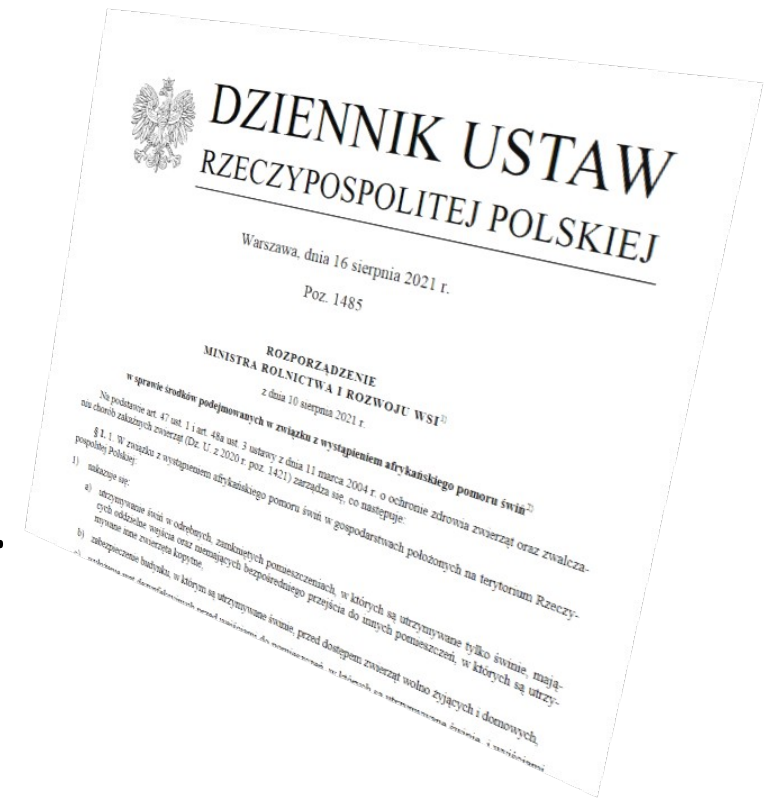 DZIENNIK USTAW
RZECZYPOSPOLITEJ POLSKIEJ
Warszawa, dnia 16 sierpnia 2021 r.
Poz. 1485
ROZPORZĄDZENIE
MINISTRA ROLNICTWA I ROZWOJU WSI¹⁾
z dnia 10 sierpnia 2021 r.
w sprawie środków podejmowanych w związku z wystąpieniem afrykańskiego pomoru świń²⁾
Na podstawie art. 47 ust. 1 i art. 48a ust. 3 ustawy z dnia 11 marca 2004 r. o ochronie zdrowia zwierząt oraz zwalcza-
niu chorób zakaźnych zwierząt (Dz. U. z 2020 r. poz. 1421) zarządza się, co następuje:
§ 1. 1. W związku z wystąpieniem afrykańskiego pomoru świń w gospodarstwach położonych na terytorium Rzeczy-
pospolitej Polskiej:
1) nakazuje się:
a) utrzymywanie świń w odrębnych, zamkniętych pomieszczeniach, w których są utrzymywane tylko świnie, mają-
cych oddzielne wejścia oraz niemających bezpośredniego przejścia do innych pomieszczeń, w których są utrzy-
mywane inne zwierzęta kopytne,
b) zabezpieczenie budynku, w którym są utrzymywane świnie, przed dostępem zwierząt wolno żyjących i domowych,